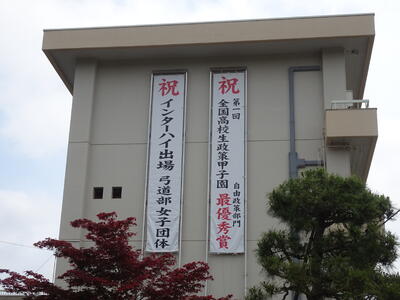 祝 第一回 全国高校生政策甲子園 自由政策部門 最優秀賞
祝 インターハイ出場 弓道部女子団体